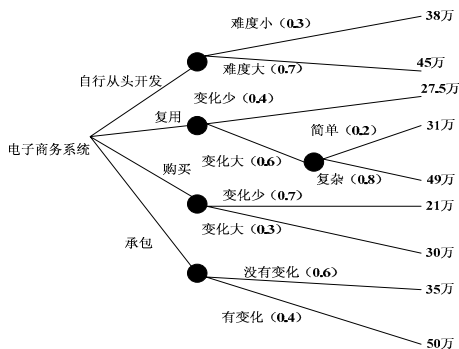 难度小（0.3）
38万
自行从头开发
难度大（0.7）
45万
变化少（0.4）
27.5万
复用
简单（0.2）
31万
电子商务系统
变化大（0.6）
购买
复杂（0.8）
49万
变化少（0.7）
21万
变化大（0.3）
30万
承包
没有变化（0.6）
35万
有变化（0.4）
50万